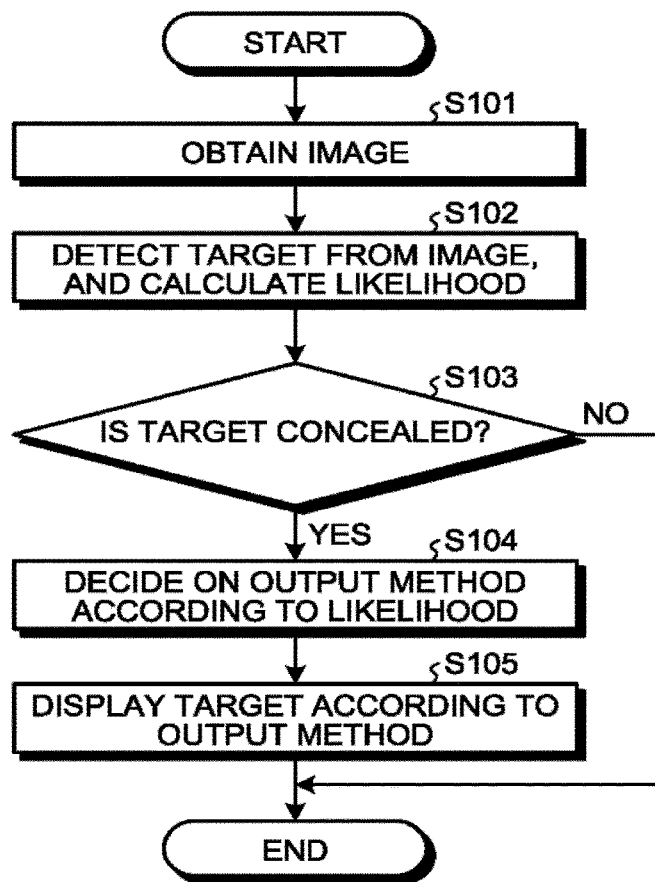 START
S101
OBTAIN IMAGE
S102
DETECT TARGET FROM IMAGE,
AND CALCULATE LIKELIHOOD
S103
IS TARGET CONCEALED?
NO
YES
S104
DECIDE ON OUTPUT METHOD
ACCORDING TO LIKELIHOOD
S105
DISPLAY TARGET ACCORDING TO
OUTPUT METHOD
END